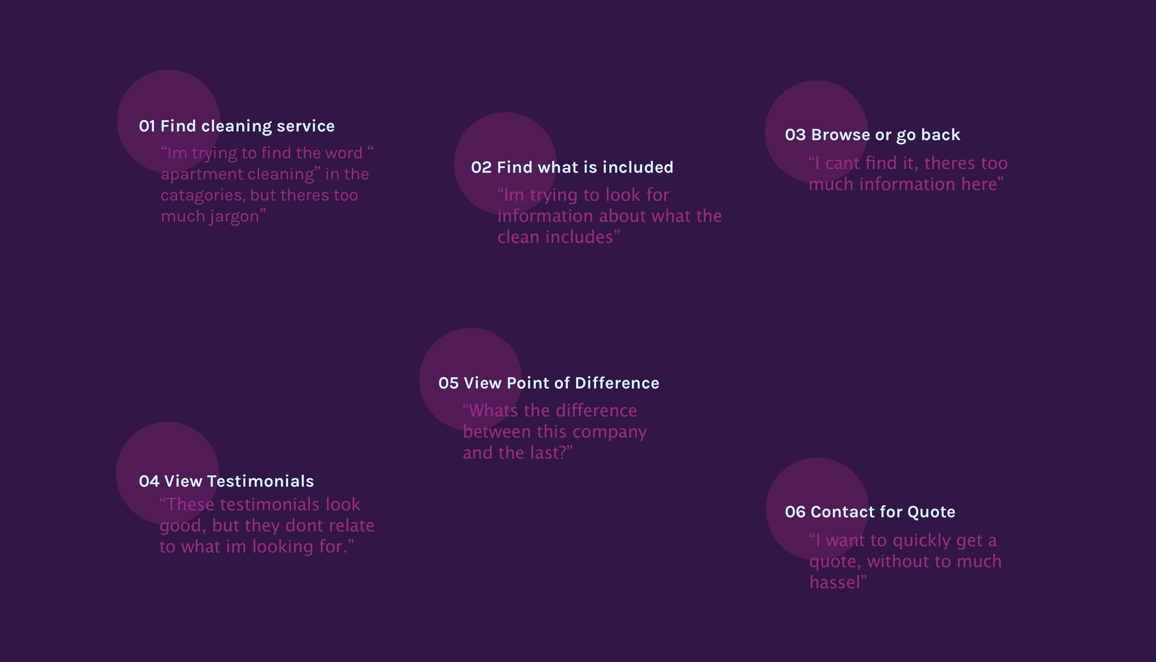 01 Find cleaning service
“Im trying to find the word “
apartment cleaning” in the
catagories, but theres too
much jargon”
02 Find what is included
“Im trying to look for
information about what the
clean includes”
03 Browse or go back
“I cant find it, theres too
much information here”
04 View Testimonials
“These testimonials look
good, but they dont relate
to what im looking for.”
05 View Point of Difference
“Whats the difference
between this company
and the last?”
06 Contact for Quote
“I want to quickly get a
quote, without to much
hassel”